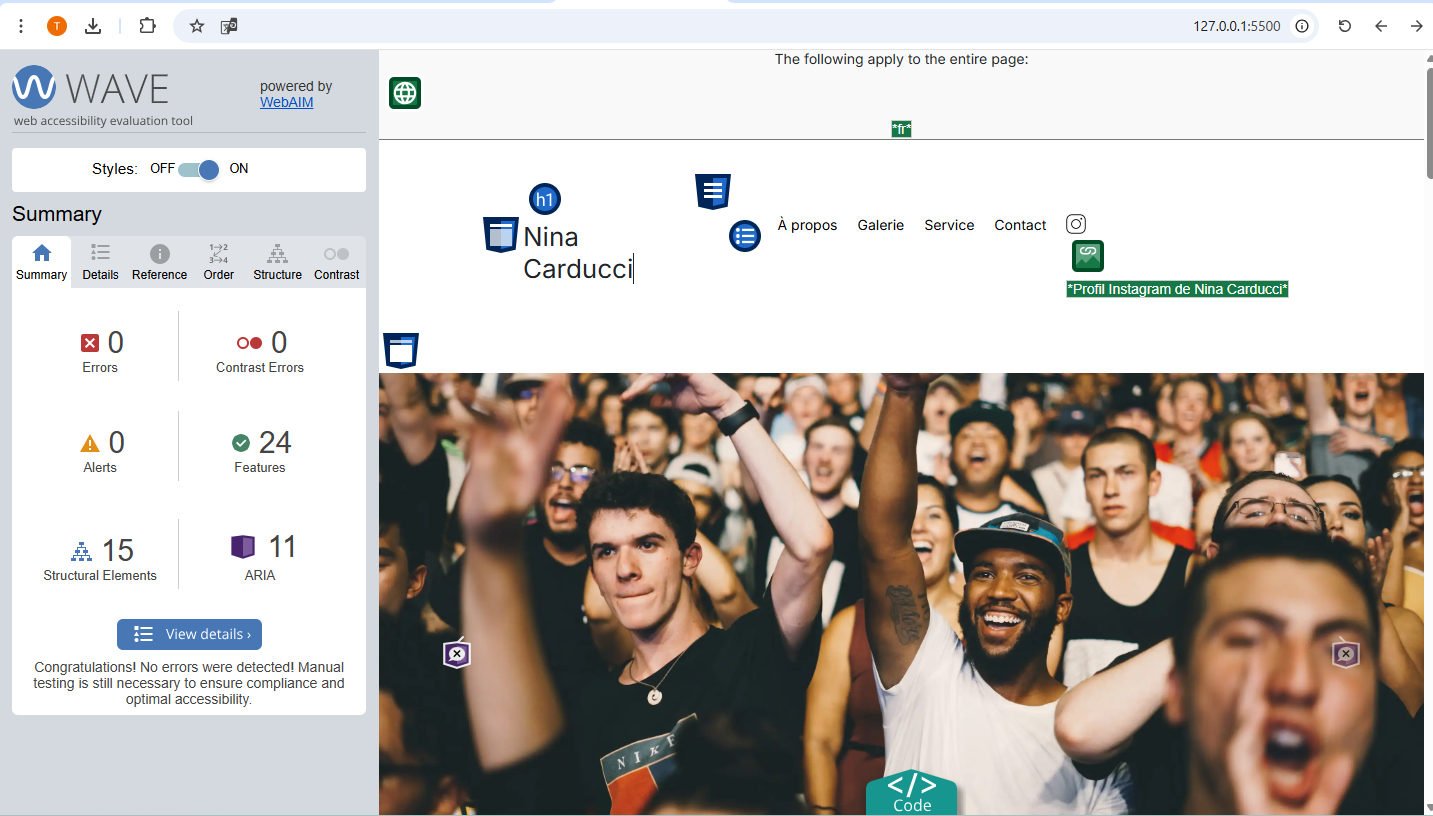 T
127.0.0.1:5500
WAVE
web accessibility evaluation tool
powered by
WebAIM
Styles: OFF ON
Summary
Summary Details Reference Order Structure Contrast
0
Errors
0
Contrast Errors
0
Alerts
24
Features
15
Structural Elements
11
ARIA
View details ›
Congratulations! No errors were detected! Manual
testing is still necessary to ensure compliance and
optimal accessibility.
The following apply to the entire page:
*fr*
h1
Nina
Carducci
À propos Galerie Service Contact
*Profil Instagram de Nina Carducci*
NIKE
</>
Code